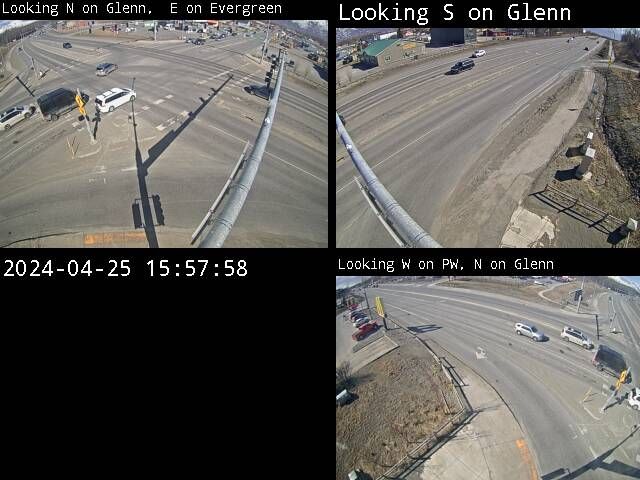 Looking N on Glenn, E on Evergreen
Looking S on Glenn
2024-04-25 15:57:58
Looking W on PW, N on Glenn